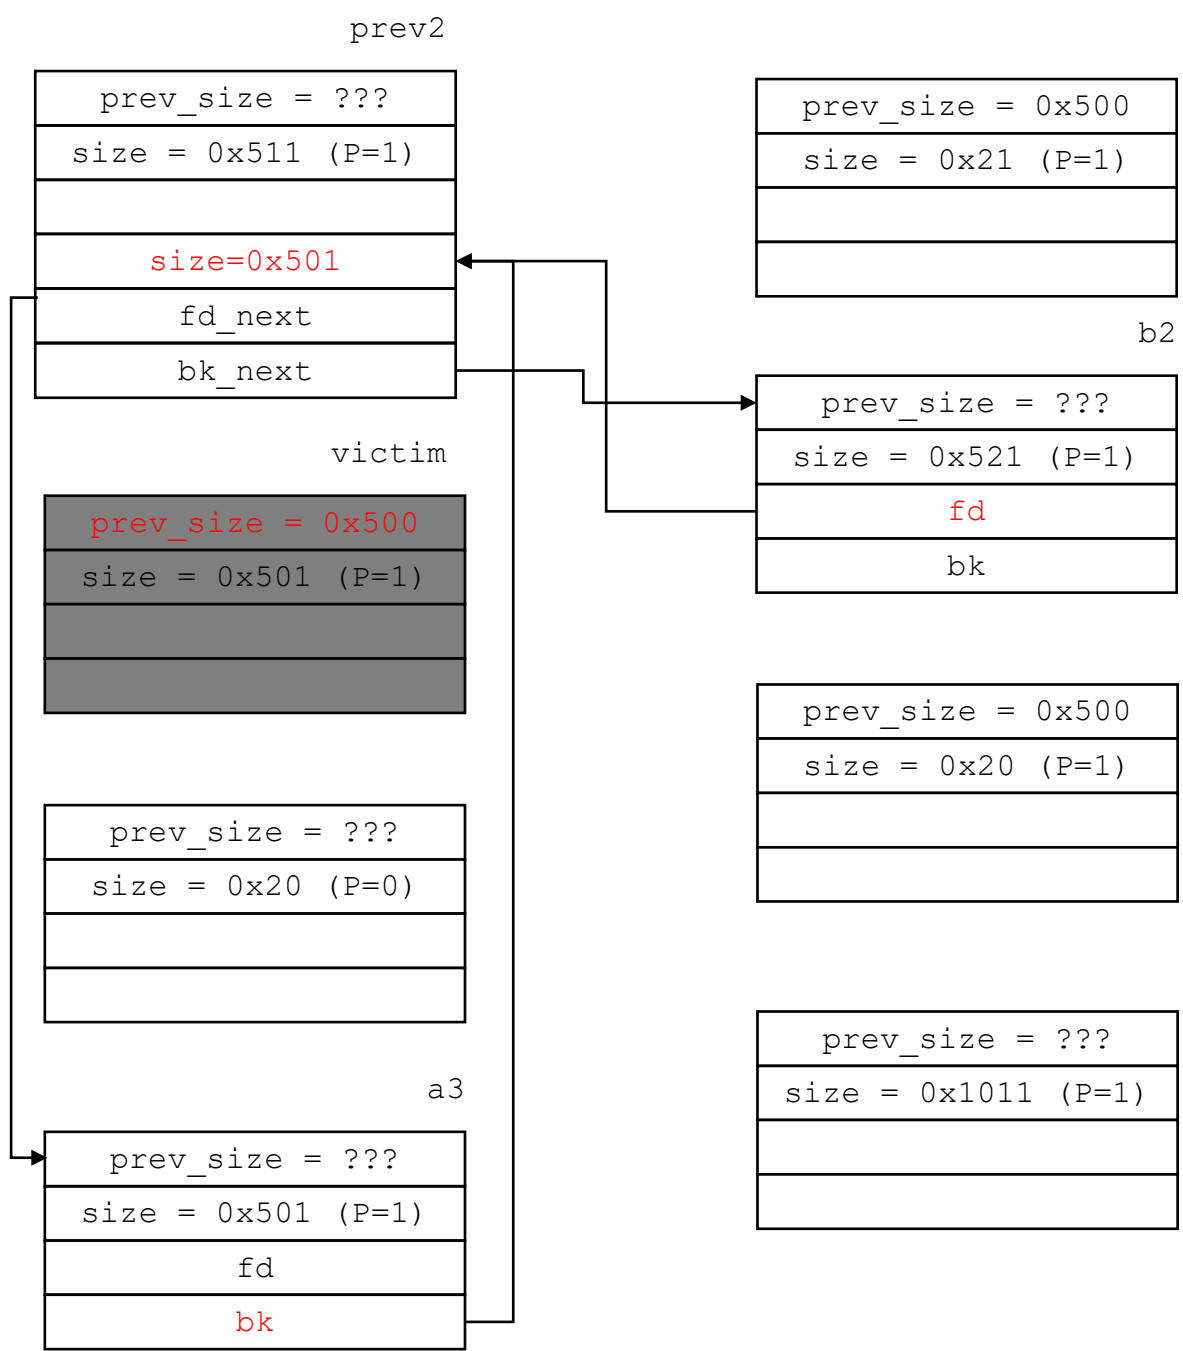 prev2
prev_size = ???
size = 0x511 (P=1)
size=0x501
fd_next
bk_next
victim
prev_size = 0x500
size = 0x501 (P=1)
prev_size = ???
size = 0x20 (P=0)
a3
prev_size = ???
size = 0x501 (P=1)
fd
bk
prev_size = 0x500
size = 0x21 (P=1)
b2
prev_size = ???
size = 0x521 (P=1)
fd
bk
prev_size = 0x500
size = 0x20 (P=1)
prev_size = ???
size = 0x1011 (P=1)